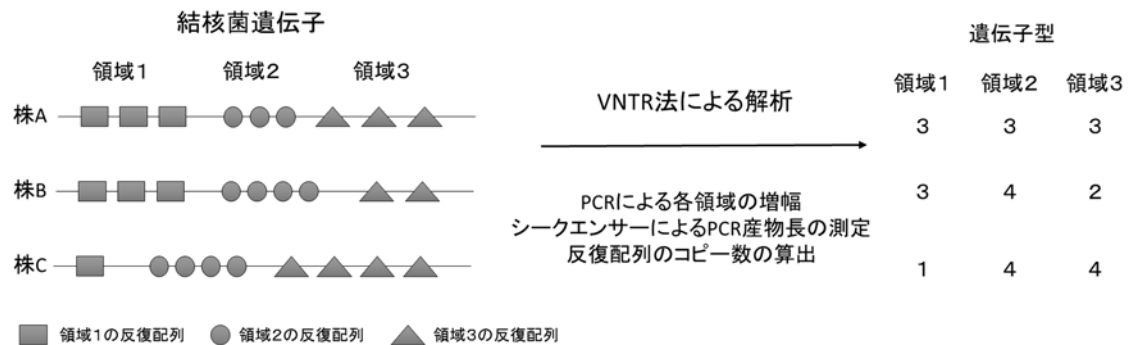 結核菌遺伝子
領域1 領域2 領域3
株A
株B
株C
領域1の反復配列 領域2の反復配列 領域3の反復配列
VNTR法による解析
PCRによる各領域の増幅
シークエンサーによるPCR産物長の測定
反復配列のコピー数の算出
遺伝子型
領域1 領域2 領域3
3 3 3
3 4 2
1 4 4